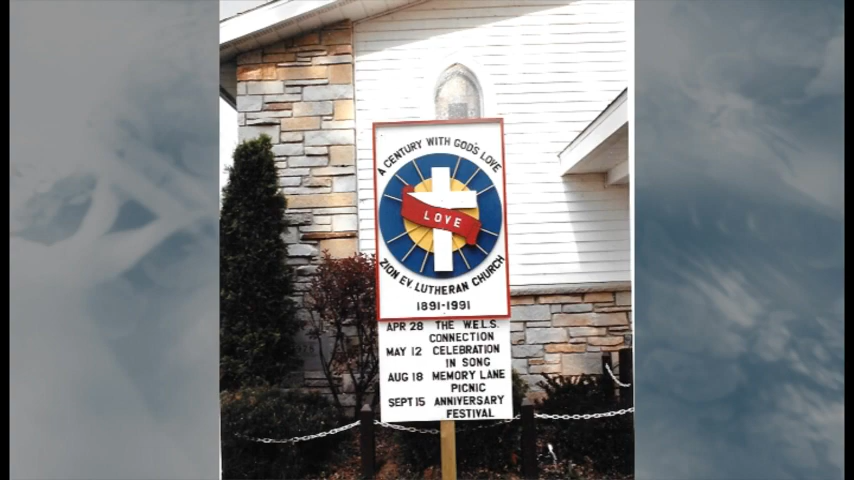 A CENTURY WITH GOD'S LOVE
LOVE
ZION EV. LUTHERAN CHURCH
1891-1991
APR 28 THE W.E.L.S.
CONNECTION
MAY 12 CELEBRATION
IN SONG
AUG 18 MEMORY LANE
PICNIC
SEPT 15 ANNIVERSARY
FESTIVAL